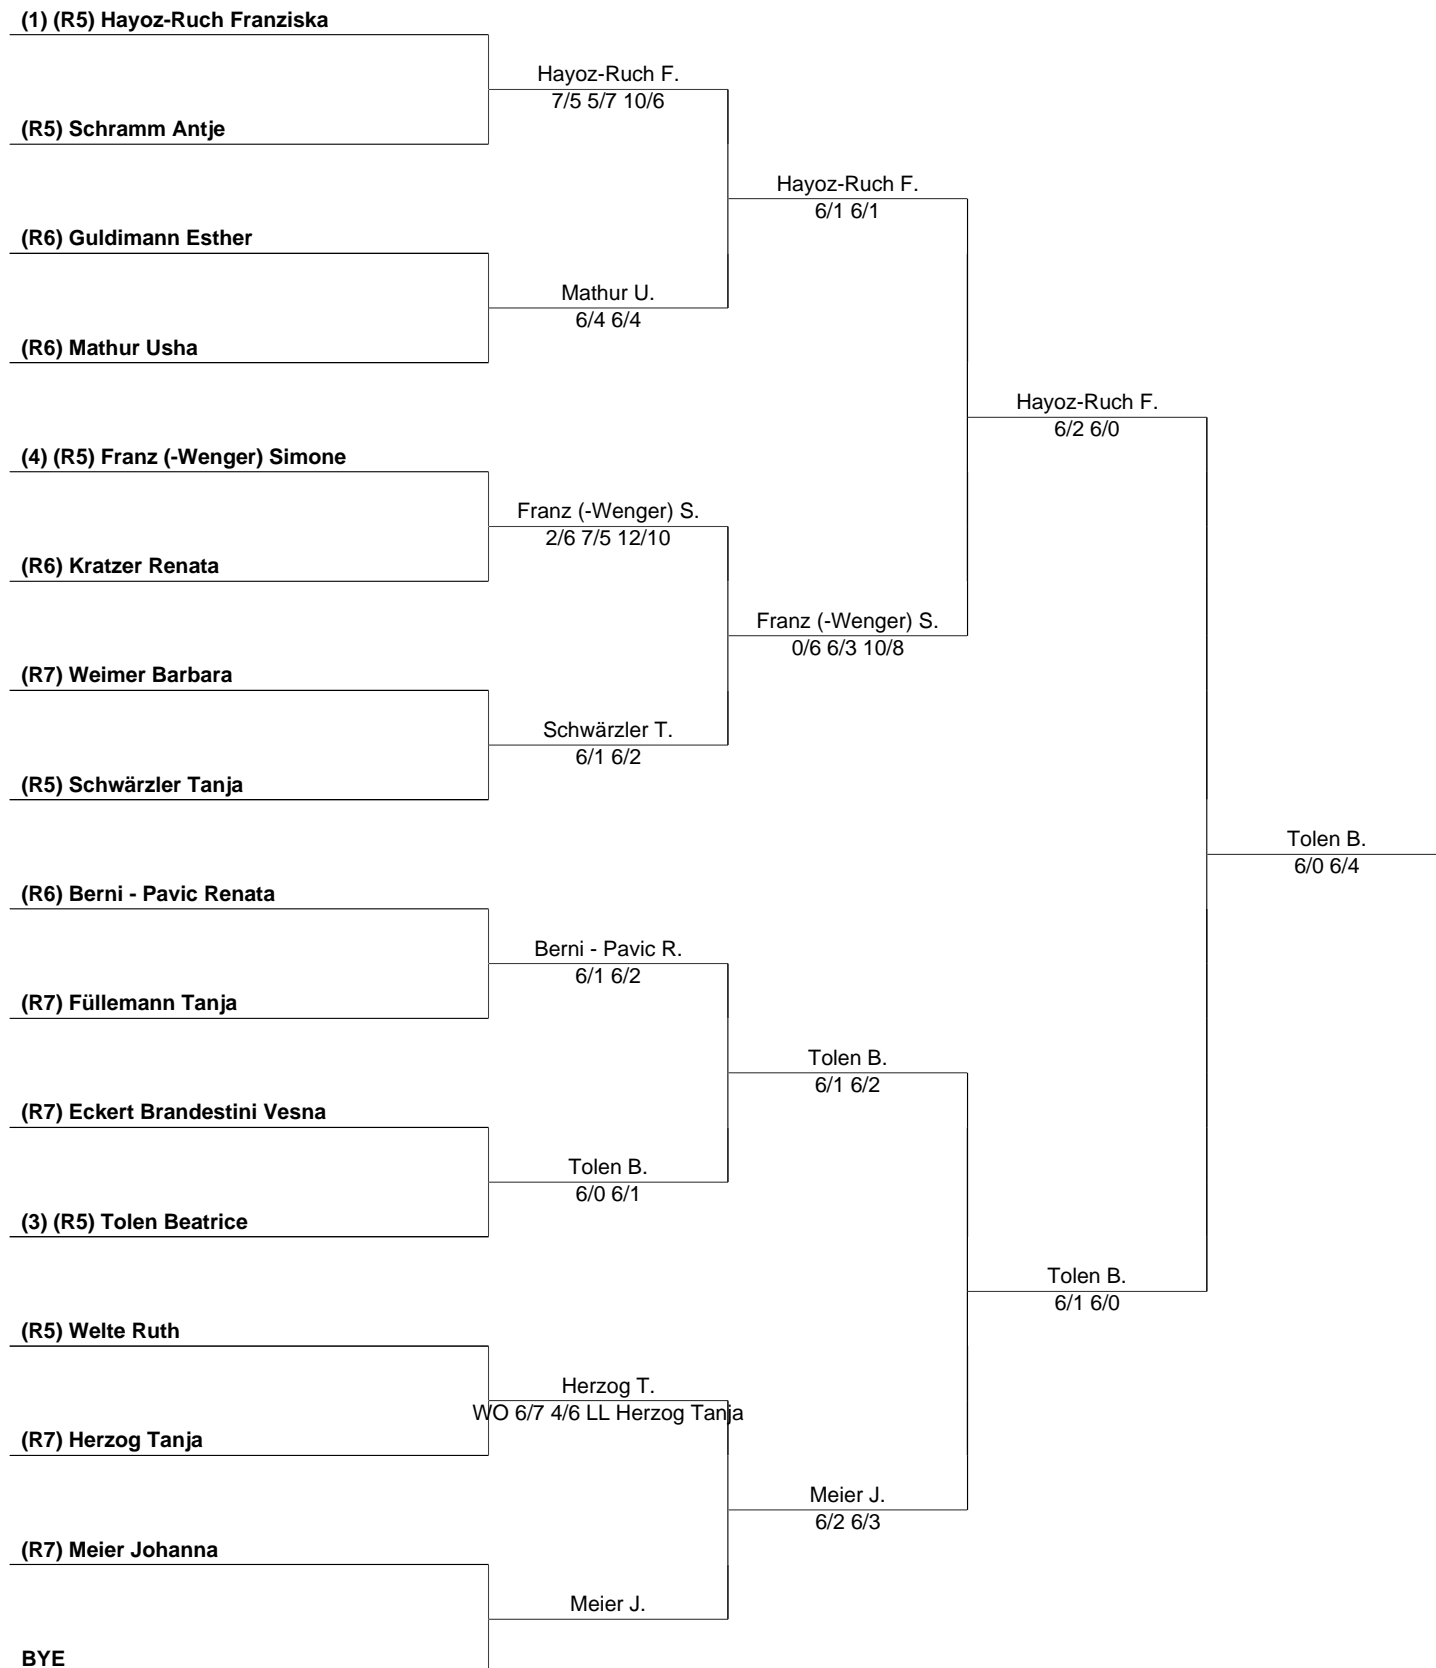 (1) (R5) Hayoz-Ruch Franziska
Hayoz-Ruch F.
7/5 5/7 10/6
(R5) Schramm Antje
Hayoz-Ruch F.
6/1 6/1
(R6) Guldimann Esther
Mathur U.
6/4 6/4
(R6) Mathur Usha
Hayoz-Ruch F.
6/2 6/0
(4) (R5) Franz (-Wenger) Simone
Franz (-Wenger) S.
2/6 7/5 12/10
(R6) Kratzer Renata
Franz (-Wenger) S.
0/6 6/3 10/8
(R7) Weimer Barbara
Schwärzler T.
6/1 6/2
(R5) Schwärzler Tanja
Tolen B.
6/0 6/4
(R6) Berni - Pavic Renata
Berni - Pavic R.
6/1 6/2
(R7) Füllemann Tanja
Tolen B.
6/1 6/2
(R7) Eckert Brandestini Vesna
Tolen B.
6/0 6/1
(3) (R5) Tolen Beatrice
Tolen B.
6/1 6/0
(R5) Welte Ruth
Herzog T.
WO 6/7 4/6 LL Herzog Tanja
(R7) Herzog Tanja
Meier J.
6/2 6/3
(R7) Meier Johanna
Meier J.
BYE